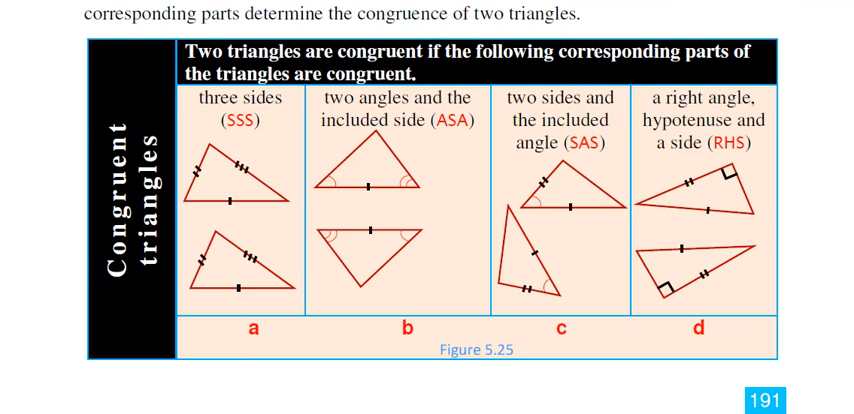 corresponding parts determine the congruence of two triangles.
Congruent
triangles
Two triangles are congruent if the following corresponding parts of
the triangles are congruent.
three sides
(SSS)
two angles and the
included side (ASA)
two sides and
the included
angle (SAS)
a right angle,
hypotenuse and
a side (RHS)
a
b
c
d
Figure 5.25
191